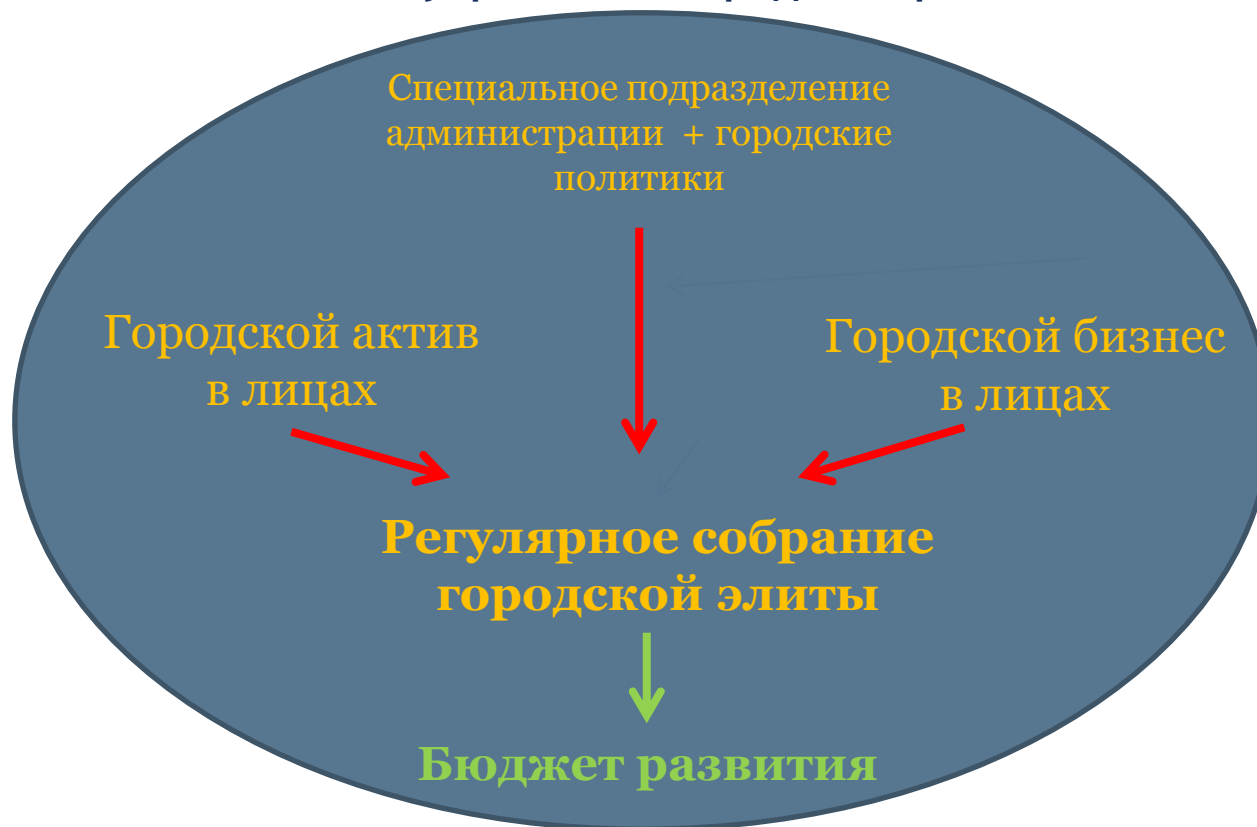 Специальное подразделение
администрации + городские
политики
Городской актив
в лицах
Городской бизнес
в лицах
Регулярное собрание
городской элиты
Бюджет развития